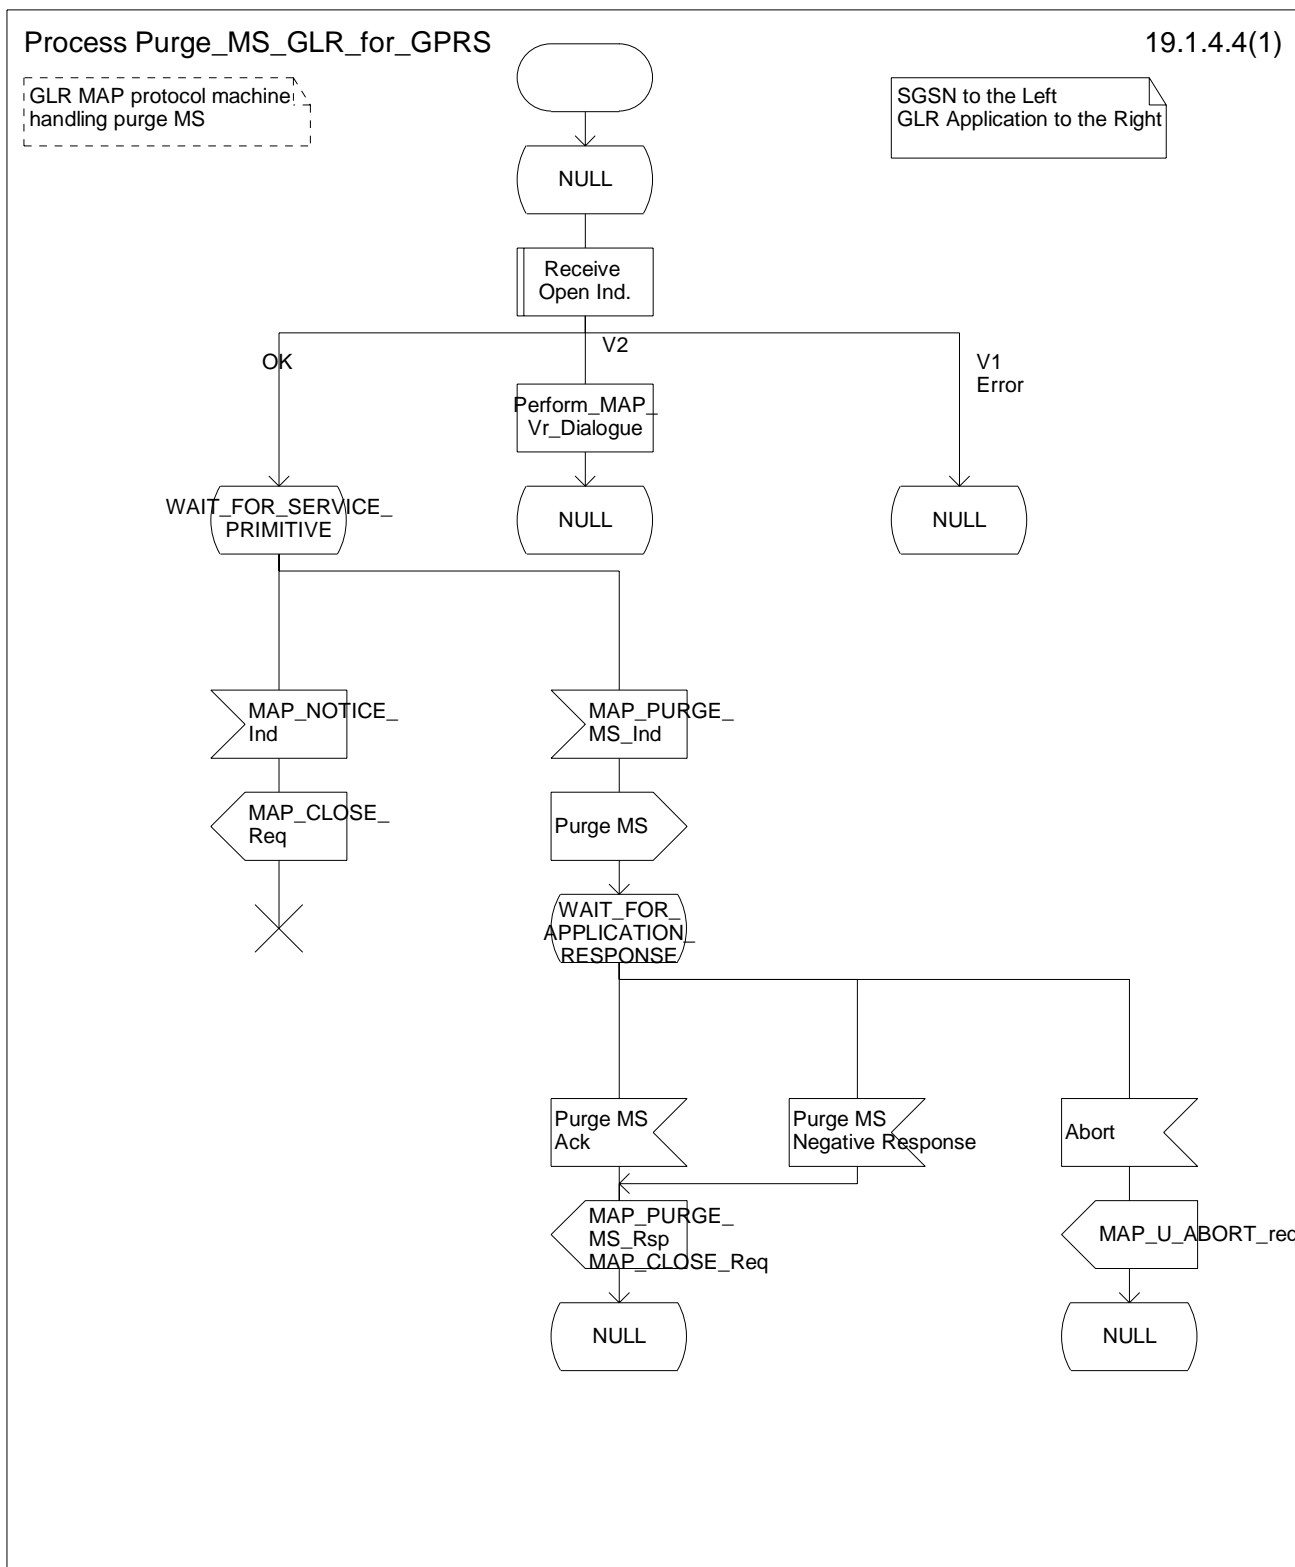 Process Purge_MS_GLR_for_GPRS
19.1.4.4(1)
GLR MAP protocol machine
handling purge MS
SGSN to the Left
GLR Application to the Right
NULL
Receive
Open Ind.
OK
V2
V1
Error
Perform_MAP_
Vr_Dialogue
WAIT_FOR_SERVICE_
PRIMITIVE
NULL
NULL
MAP_NOTICE_
Ind
MAP_PURGE_
MS_Ind
MAP_CLOSE_
Req
Purge MS
WAIT_FOR_
APPLICATION_
RESPONSE
Purge MS
Ack
Purge MS
Negative Response
Abort
MAP_PURGE_
MS_Rsp
MAP_CLOSE_Req
MAP_U_ABORT_req
NULL
NULL